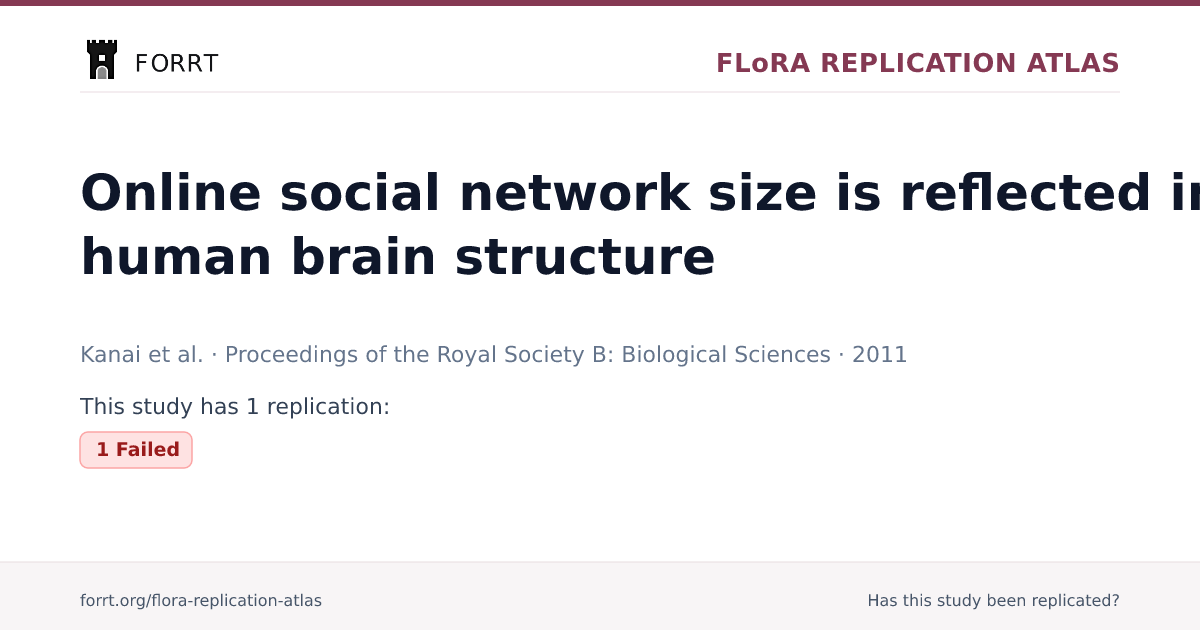 FORRT
FLoRA REPLICATION ATLAS
Online social network size is reflected
human brain structure
Kanai et al. · Proceedings of the Royal Society B: Biological Sciences · 2011
This study has 1 replication:
1 Failed
forrt.org/flora-replication-atlas
Has this study been replicated?